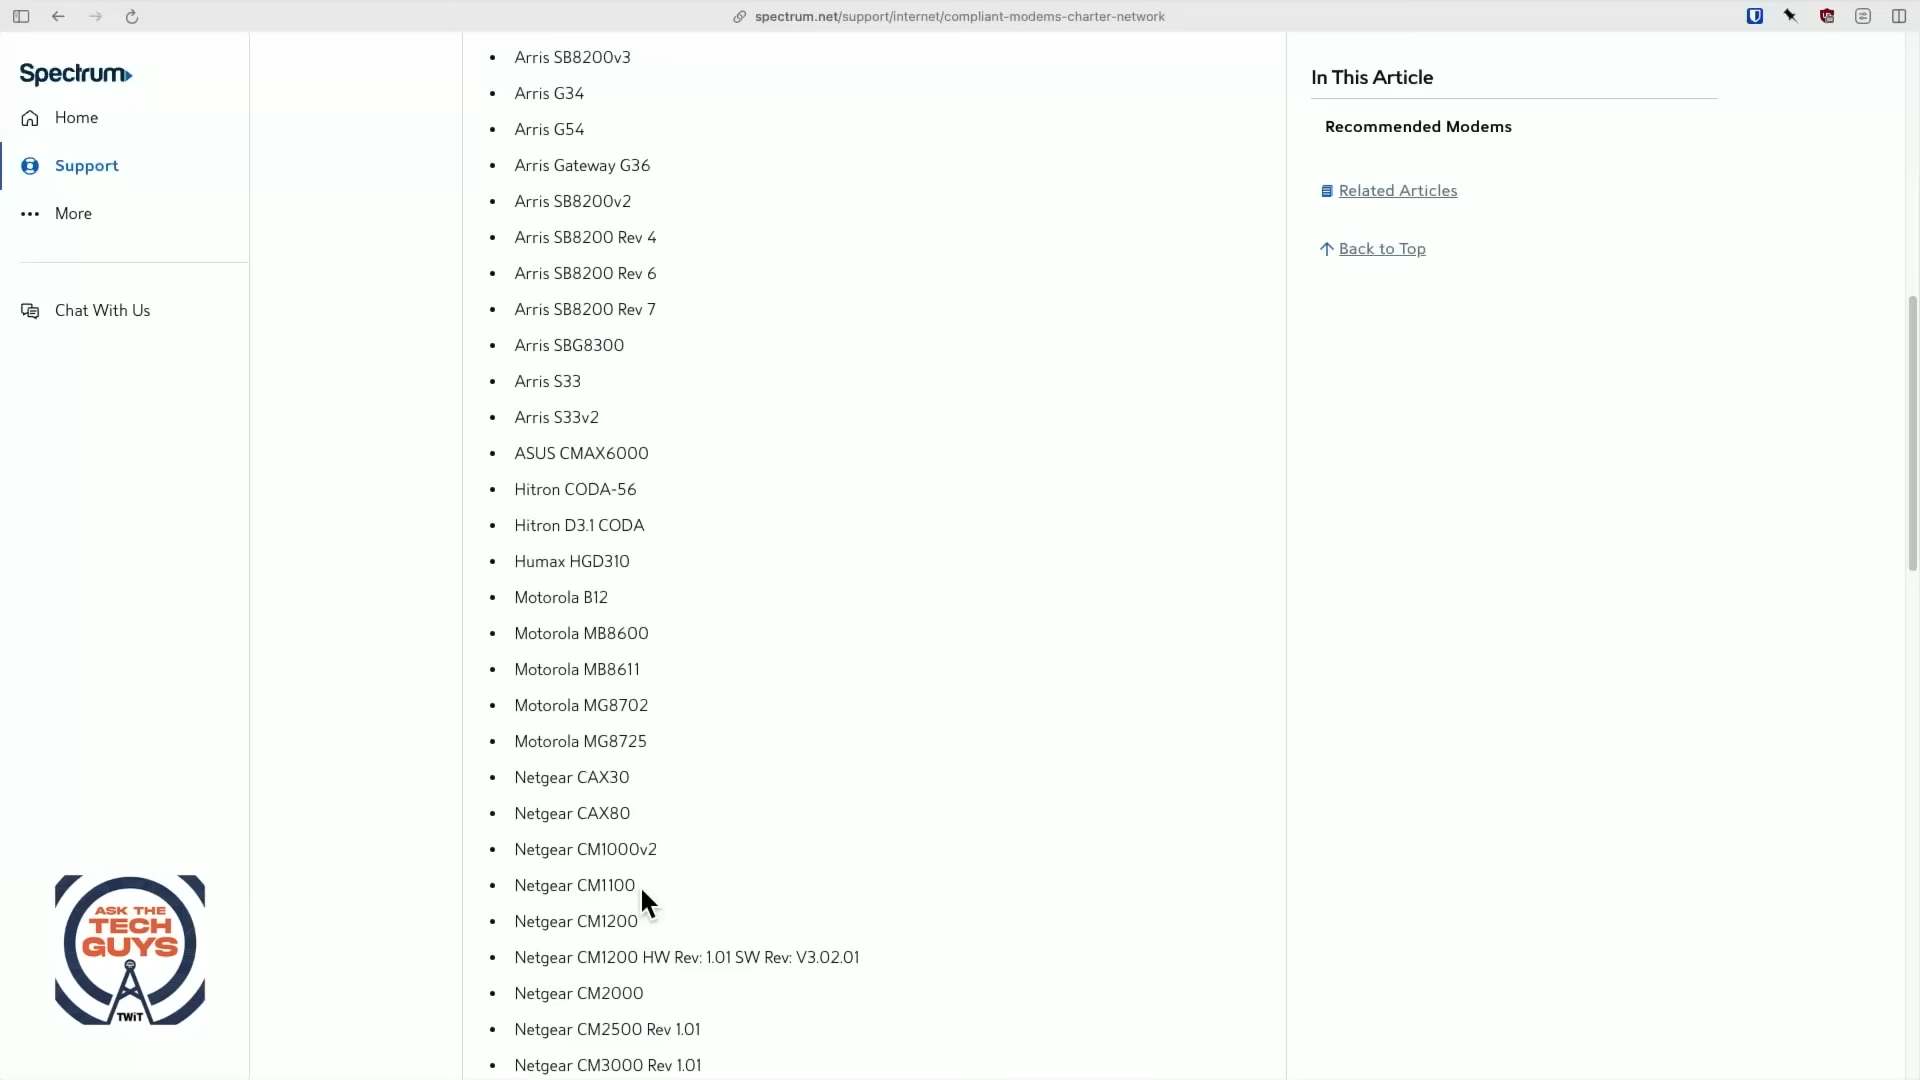 spectrum.net/support/internet/compliant-modems-charter-network
Spectrum
Home
Support
More
Chat With Us
Arris SB8200v3
Arris G34
Arris G54
Arris Gateway G36
Arris SB8200v2
Arris SB8200 Rev 4
Arris SB8200 Rev 6
Arris SB8200 Rev 7
Arris SBG8300
Arris S33
Arris S33v2
ASUS CMAX6000
Hitron CODA-56
Hitron D3.1 CODA
Humax HGD310
Motorola B12
Motorola MB8600
Motorola MB8611
Motorola MG8702
Motorola MG8725
Netgear CAX30
Netgear CAX80
Netgear CM1000v2
Netgear CM1100
Netgear CM1200
Netgear CM1200 HW Rev: 1.01 SW Rev: V3.02.01
Netgear CM2000
Netgear CM2500 Rev 1.01
Netgear CM3000 Rev 1.01
In This Article
Recommended Modems
Related Articles
Back to Top
ASK THE
TECH
GUYS
TWiT